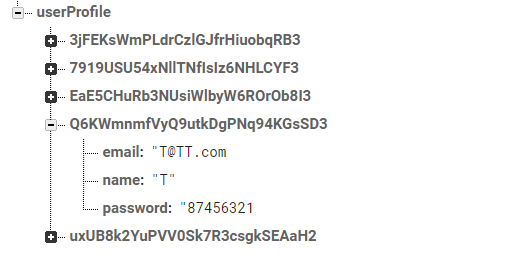 userProfile
3jFEKsWmPLdrCzlGJfrHiuobqRB3
7919USU54xNllTNfIsIz6NHLCYF3
EaE5CHuRb3NUsiWlbyW6ROrOb8I3
Q6KWmnmfVyQ9utkDgPNq94KGsSD3
email: "T@TT.com
name: "T"
password: "87456321
uxUB8k2YuPVV0Sk7R3csgkSEAaH2